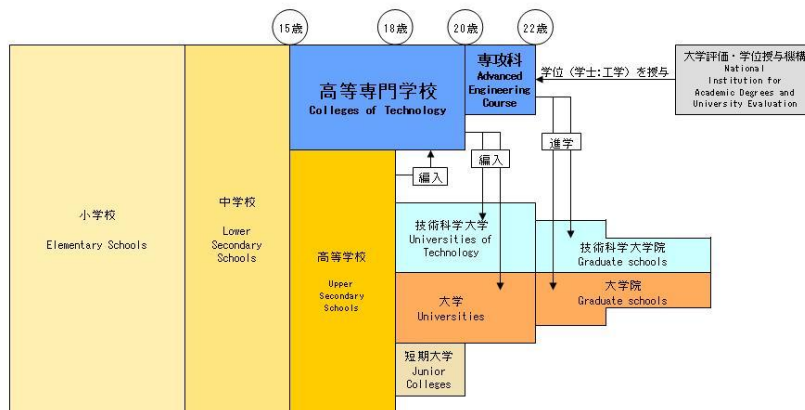 15歳
18歳
20歳
22歳
小学校
Elementary Schools
中学校
Lower
Secondary
Schools
高等専門学校
Colleges of Technology
専攻科
Advanced
Engineering
Course
学位（学士:工学）を授与
大学評価・学位授与機構
National
Institution for
Academic Degrees and
University Evaluation
編入
編入
進学
高等学校
Upper
Secondary
Schools
技術科学大学
Universities of
Technology
技術科学大学院
Graduate schools
大学
Universities
大学院
Graduate schools
短期大学
Junior
Colleges